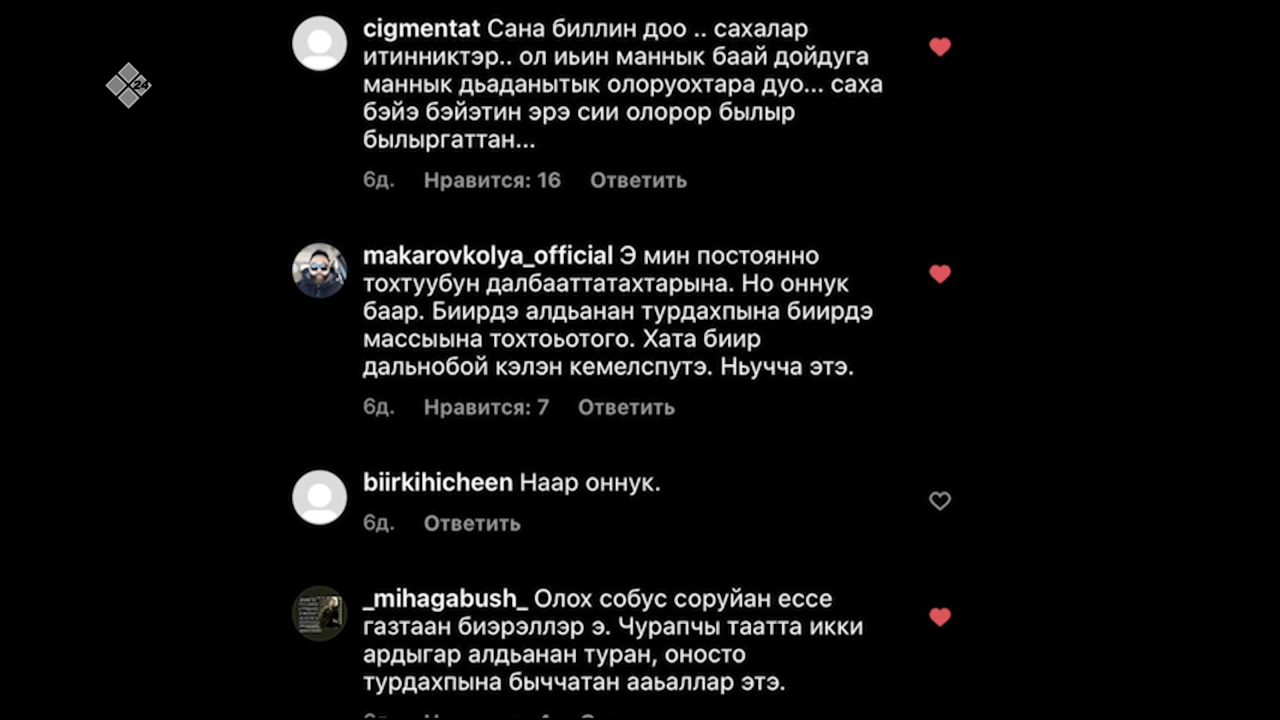 X24
cigmentat Сана биллин доо .. сахалар
итинниктэр.. ол иьин маннык баай дойдуга
маннык дьаданытык олоруохтара дуо... саха
бэйэ бэйэтин эрэ сии олорор былыр
былыргаттан...
6д. Нравится: 16 Ответить
makarovkolya_official Э мин постоянно
тохтуубун далбааттатахтарына. Но оннук
баар. Биирдэ алдьанан турдахпына биирдэ
массыына тохтоьотого. Хата биир
дальнобой кэлэн кемелспутэ. Ньучча этэ.
6д. Нравится: 7 Ответить
biirkihicheen Наар оннук.
6д. Ответить
_mihagabush_ Олох собус соруйан ессе
газтаан биэрэллэр э. Чурапчы таатта икки
ардыгар алдьанан туран, оносто
турдахпына быччатан ааьаллар этэ.